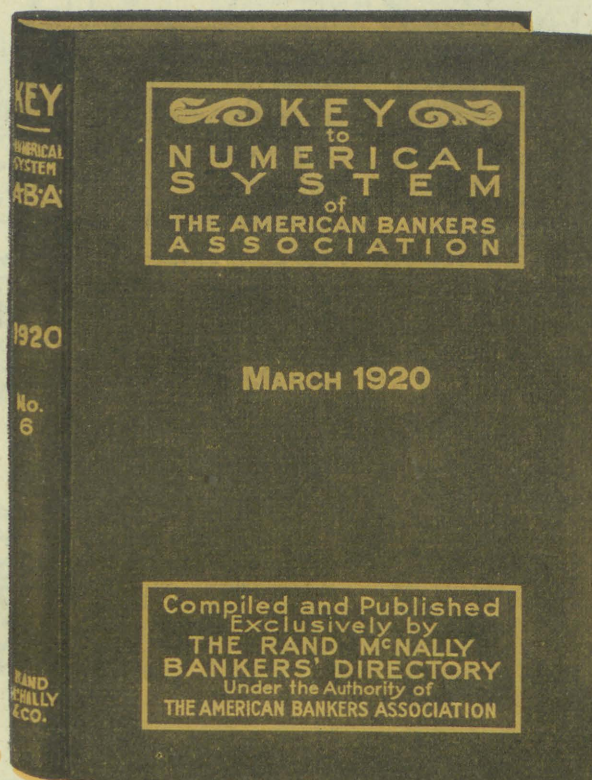 KEY
NUMERICAL
SYSTEM
A·B·A
1920
No.
6
RAND
McNALLY
& CO.
KEY
to
NUMERICAL
SYSTEM
of
THE AMERICAN BANKERS
ASSOCIATION
MARCH 1920
Compiled and Published
Exclusively by
THE RAND McNALLY
BANKERS' DIRECTORY
Under the Authority of
THE AMERICAN BANKERS ASSOCIATION